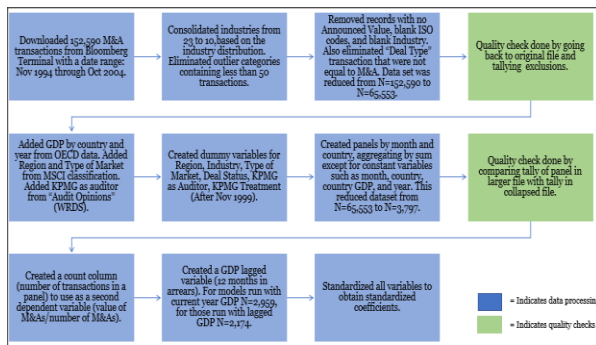 Downloaded 152,590 M&A
transactions from Bloomberg
Terminal with a date range:
Nov 1994 through Oct 2004.
Consolidated industries from
23 to 10,based on the
industry distribution.
Eliminated outlier categories
containing less than 50
transactions.
Removed records with no
Announced Value, blank ISO
codes, and blank Industry.
Also eliminated "Deal Type"
transaction that were not
equal to M&A. Data set was
reduced from N=152,590 to
N=65,553.
Quality check done by going
back to original file and
tallying exclusions.
Added GDP by country and
year from OECD data. Added
Region and Type of Market
from MSCI classification.
Added KPMG as auditor
from "Audit Opinions"
(WRDS).
Created dummy variables for
Region, Industry, Type of
Market, Deal Status, KPMG
as Auditor, KPMG Treatment
(After Nov 1999).
Created panels by month and
country, aggregating by sum
except for constant variables
such as month, country,
country GDP, and year. This
reduced dataset from
N=65,553 to N=3,797.
Quality check done by
comparing tally of panel in
larger file with tally in
collapsed file.
Created a count column
(number of transactions in a
panel) to use as a second
dependent variable (value of
M&As/number of M&As).
Created a GDP lagged
variable (12 months in
arrears). For models run with
current year GDP N=2,959,
for those run with lagged
GDP N=2,174.
Standardized all variables to
obtain standardized
coefficients.
= Indicates data processing
= Indicates quality checks